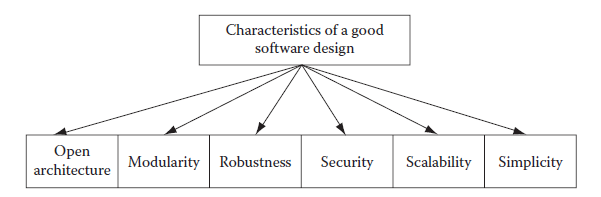 Characteristics of a good
software design
Open
architecture
Modularity
Robustness
Security
Scalability
Simplicity